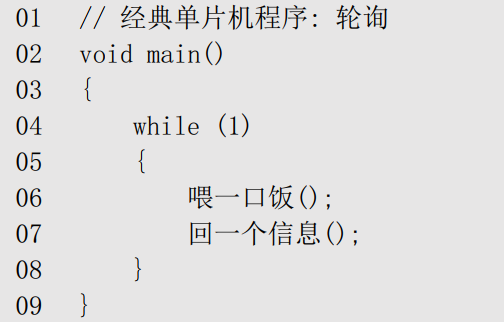 01 // 经典单片机程序: 轮询
02 void main()
03 {
04 while (1)
05 {
06 喂一口饭();
07 回一个信息();
08 }
09 }